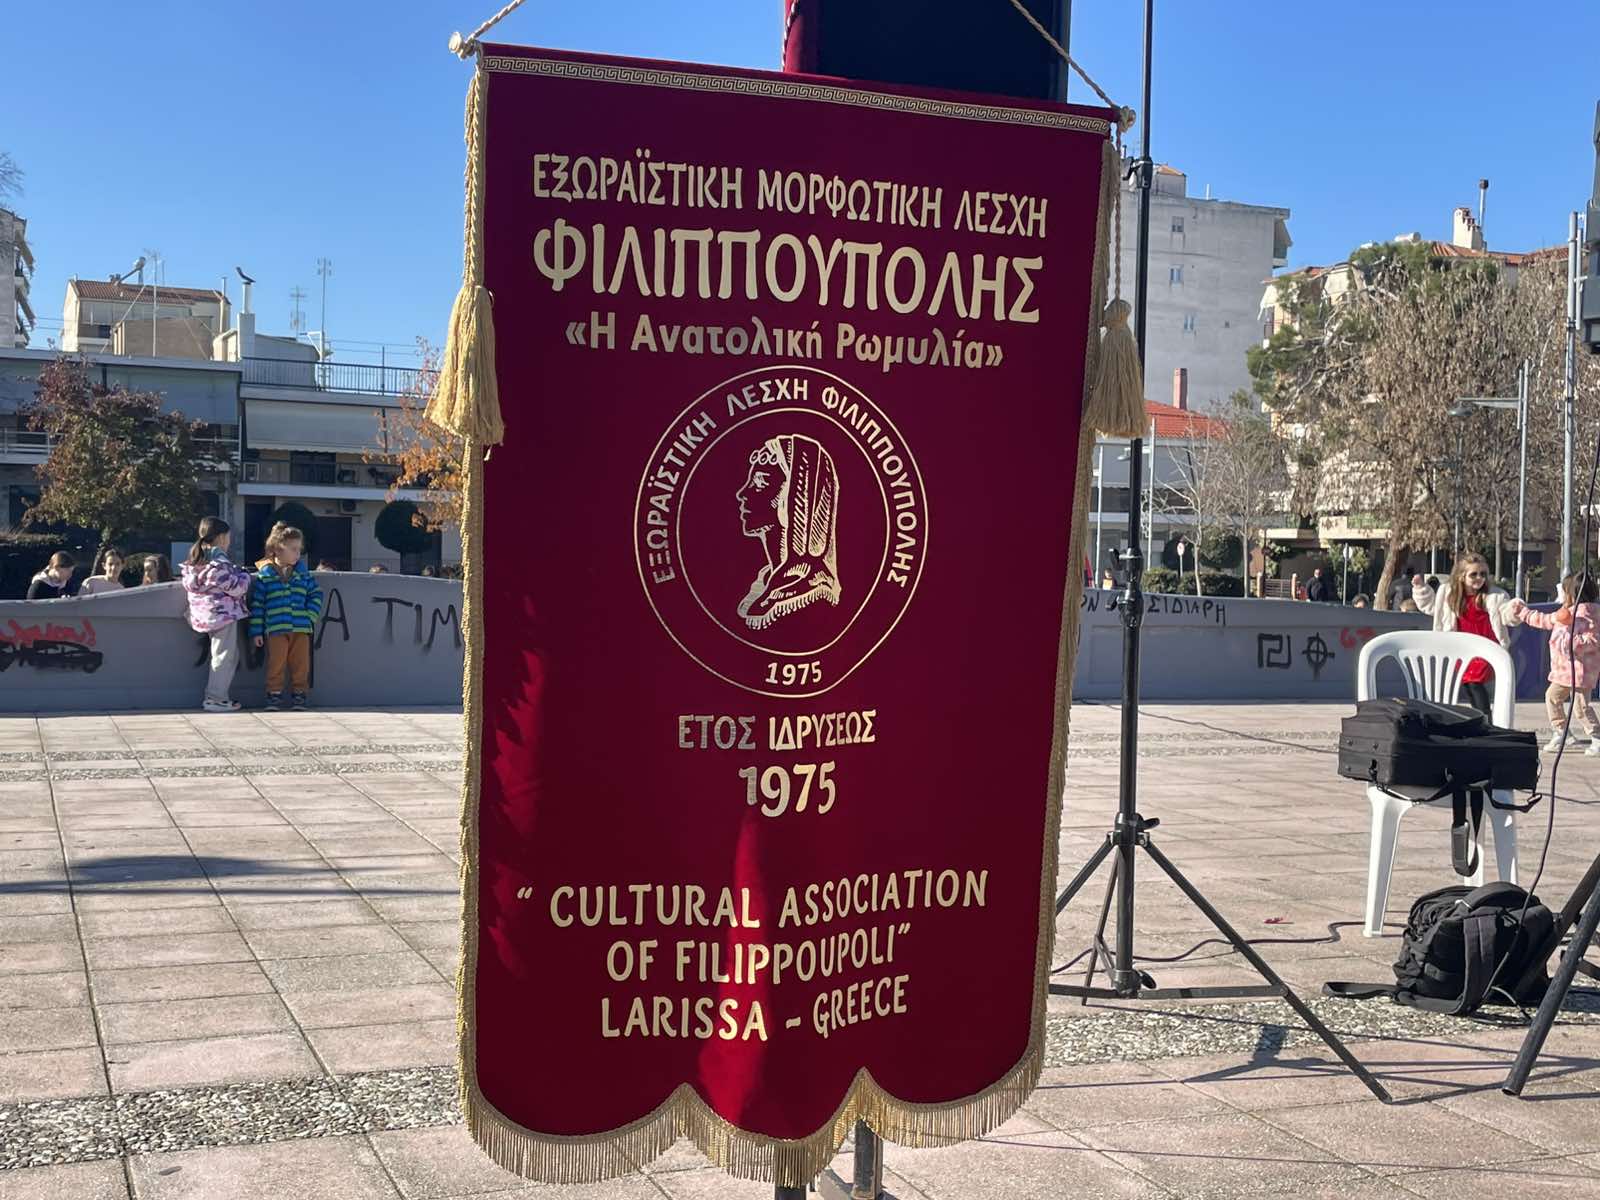 ΕΞΩΡΑΪΣΤΙΚΗ ΜΟΡΦΩΤΙΚΗ ΛΕΣΧΗ
ΦΙΛΙΠΠΟΥΠΟΛΗΣ
«Η Ανατολική Ρωμυλία»
ΕΞΩΡΑΪΣΤΙΚΗ ΛΕΣΧΗ ΦΙΛΙΠΠΟΥΠΟΛΗΣ
1975
ΕΤΟΣ ΙΔΡΥΣΕΩΣ
1975
“ CULTURAL ASSOCIATION
OF FILIPPOUPOLI”
LARISSA - GREECE